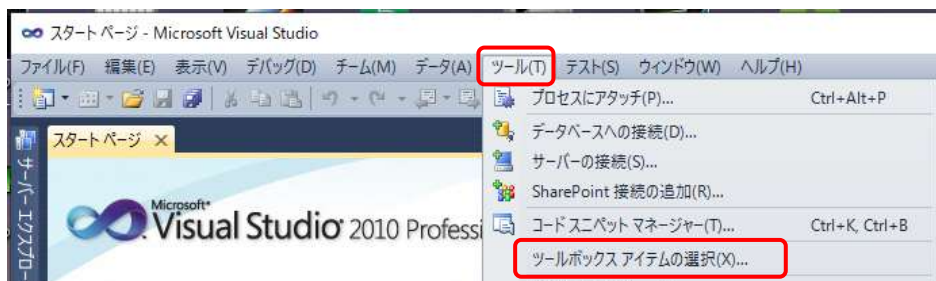 スタート ページ - Microsoft Visual Studio
ファイル(F) 編集(E) 表示(V) デバッグ(D) チーム(M) データ(A) ツール(T) テスト(S) ウィンドウ(W) ヘルプ(H)
プロセスにアタッチ(P)... Ctrl+Alt+P
スタート ページ
データベースへの接続(D)...
サーバーの接続(S)...
SharePoint 接続の追加(R)...
サーバー エクスプロー
Microsoft
Visual Studio 2010 Professi
コード スニペット マネージャー(T)... Ctrl+K, Ctrl+B
ツールボックス アイテムの選択(X)...